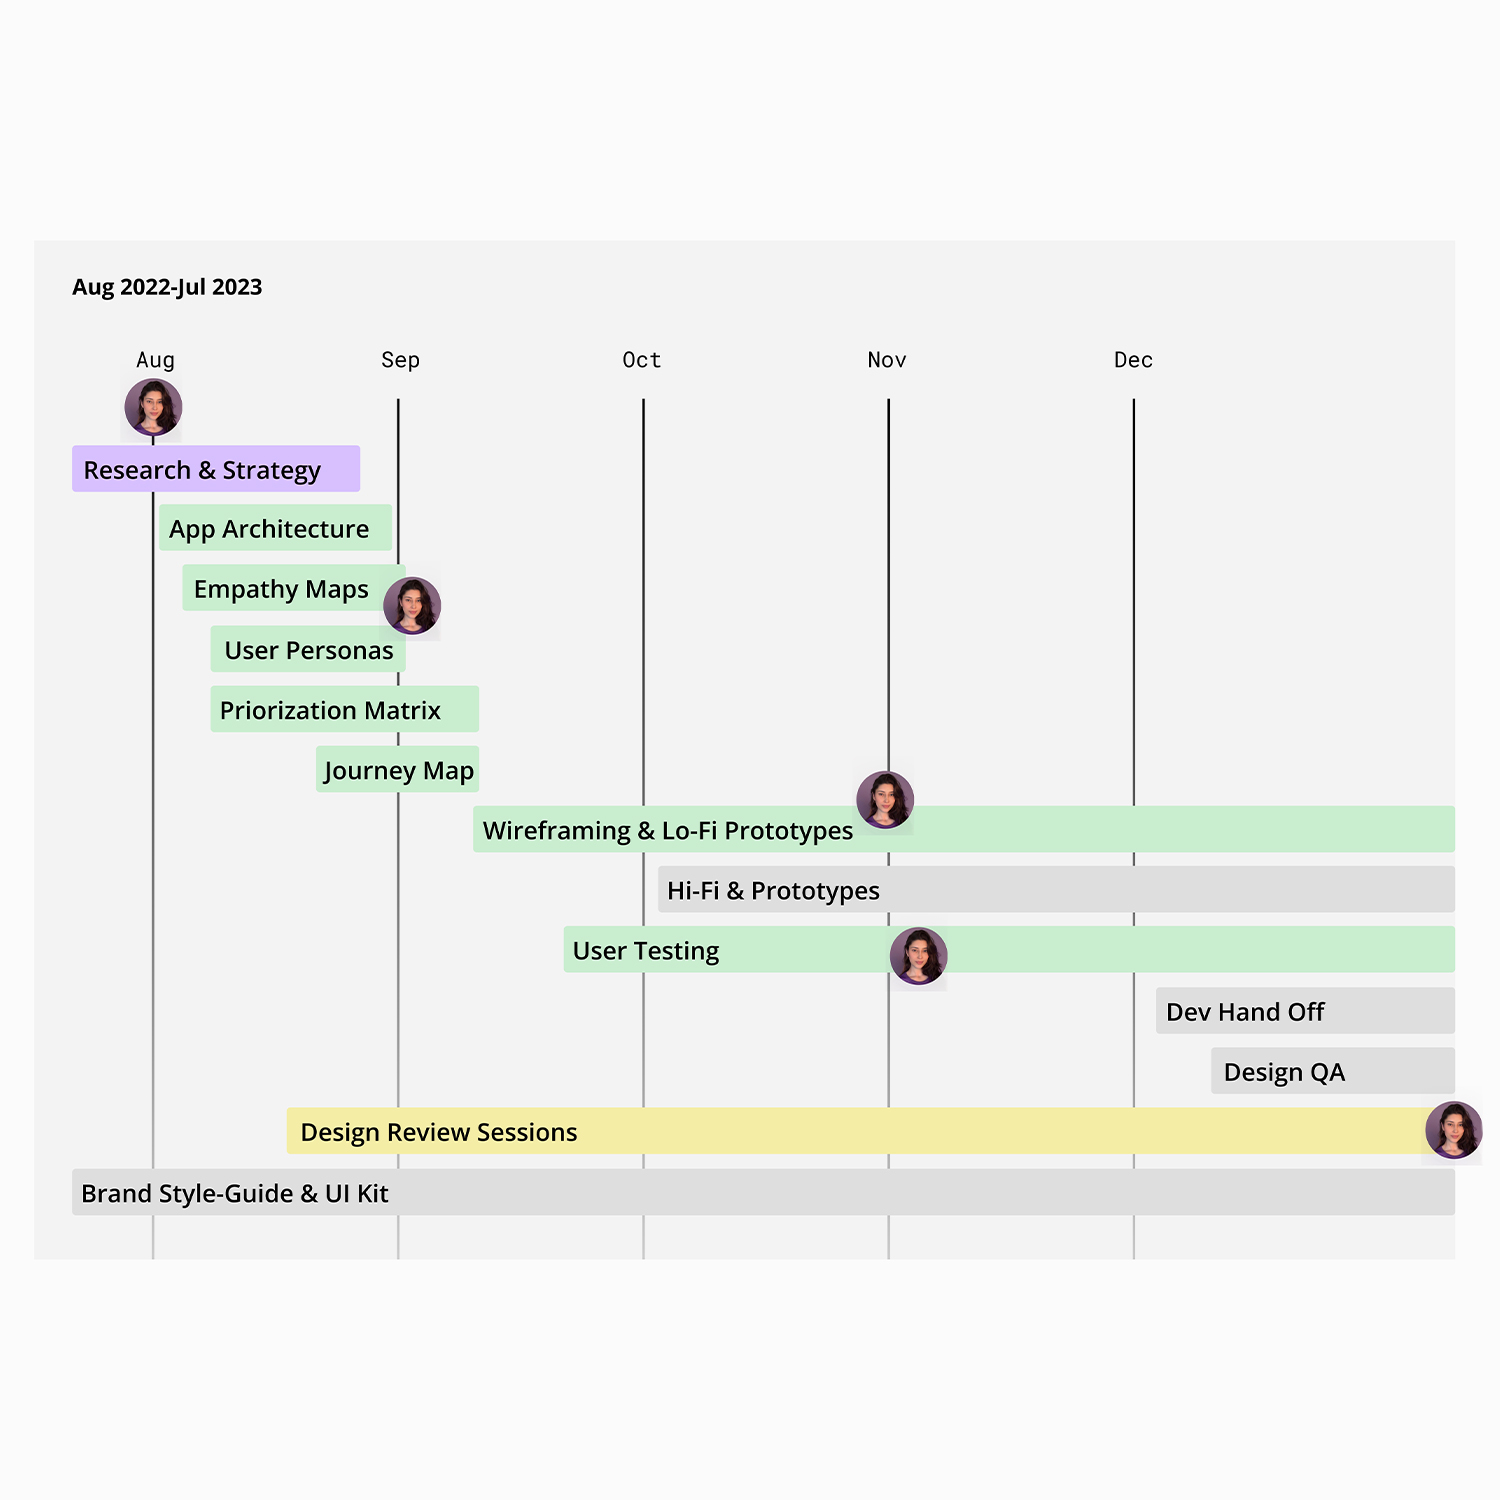 Aug 2022-Jul 2023
Aug Sep Oct Nov Dec
Research & Strategy
App Architecture
Empathy Maps
User Personas
Priorization Matrix
Journey Map
Wireframing & Lo-Fi Prototypes
Hi-Fi & Prototypes
User Testing
Dev Hand Off
Design QA
Design Review Sessions
Brand Style-Guide & UI Kit